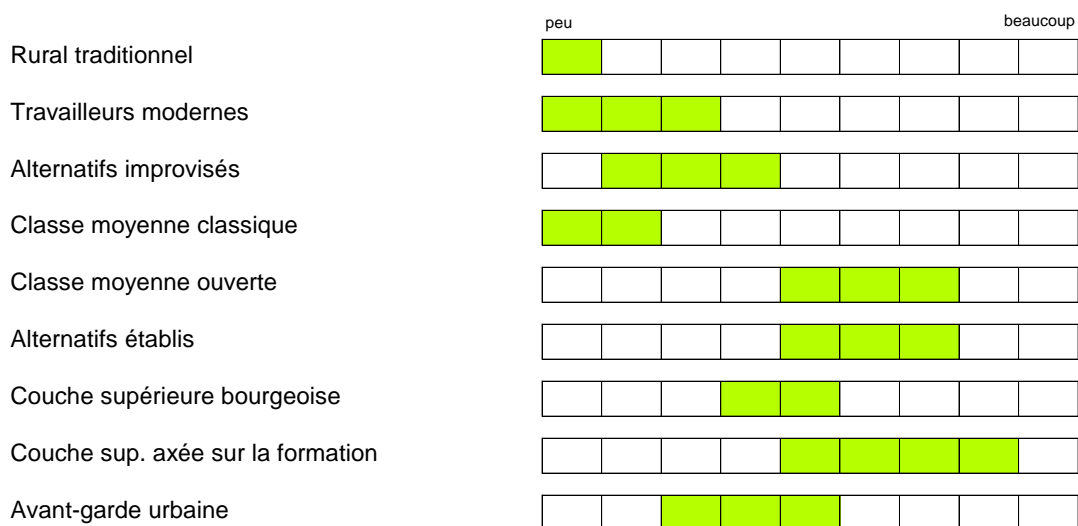 peu beaucoup
Rural traditionnel
Travailleurs modernes
Alternatifs improvisés
Classe moyenne classique
Classe moyenne ouverte
Alternatifs établis
Couche supérieure bourgeoise
Couche sup. axée sur la formation
Avant-garde urbaine